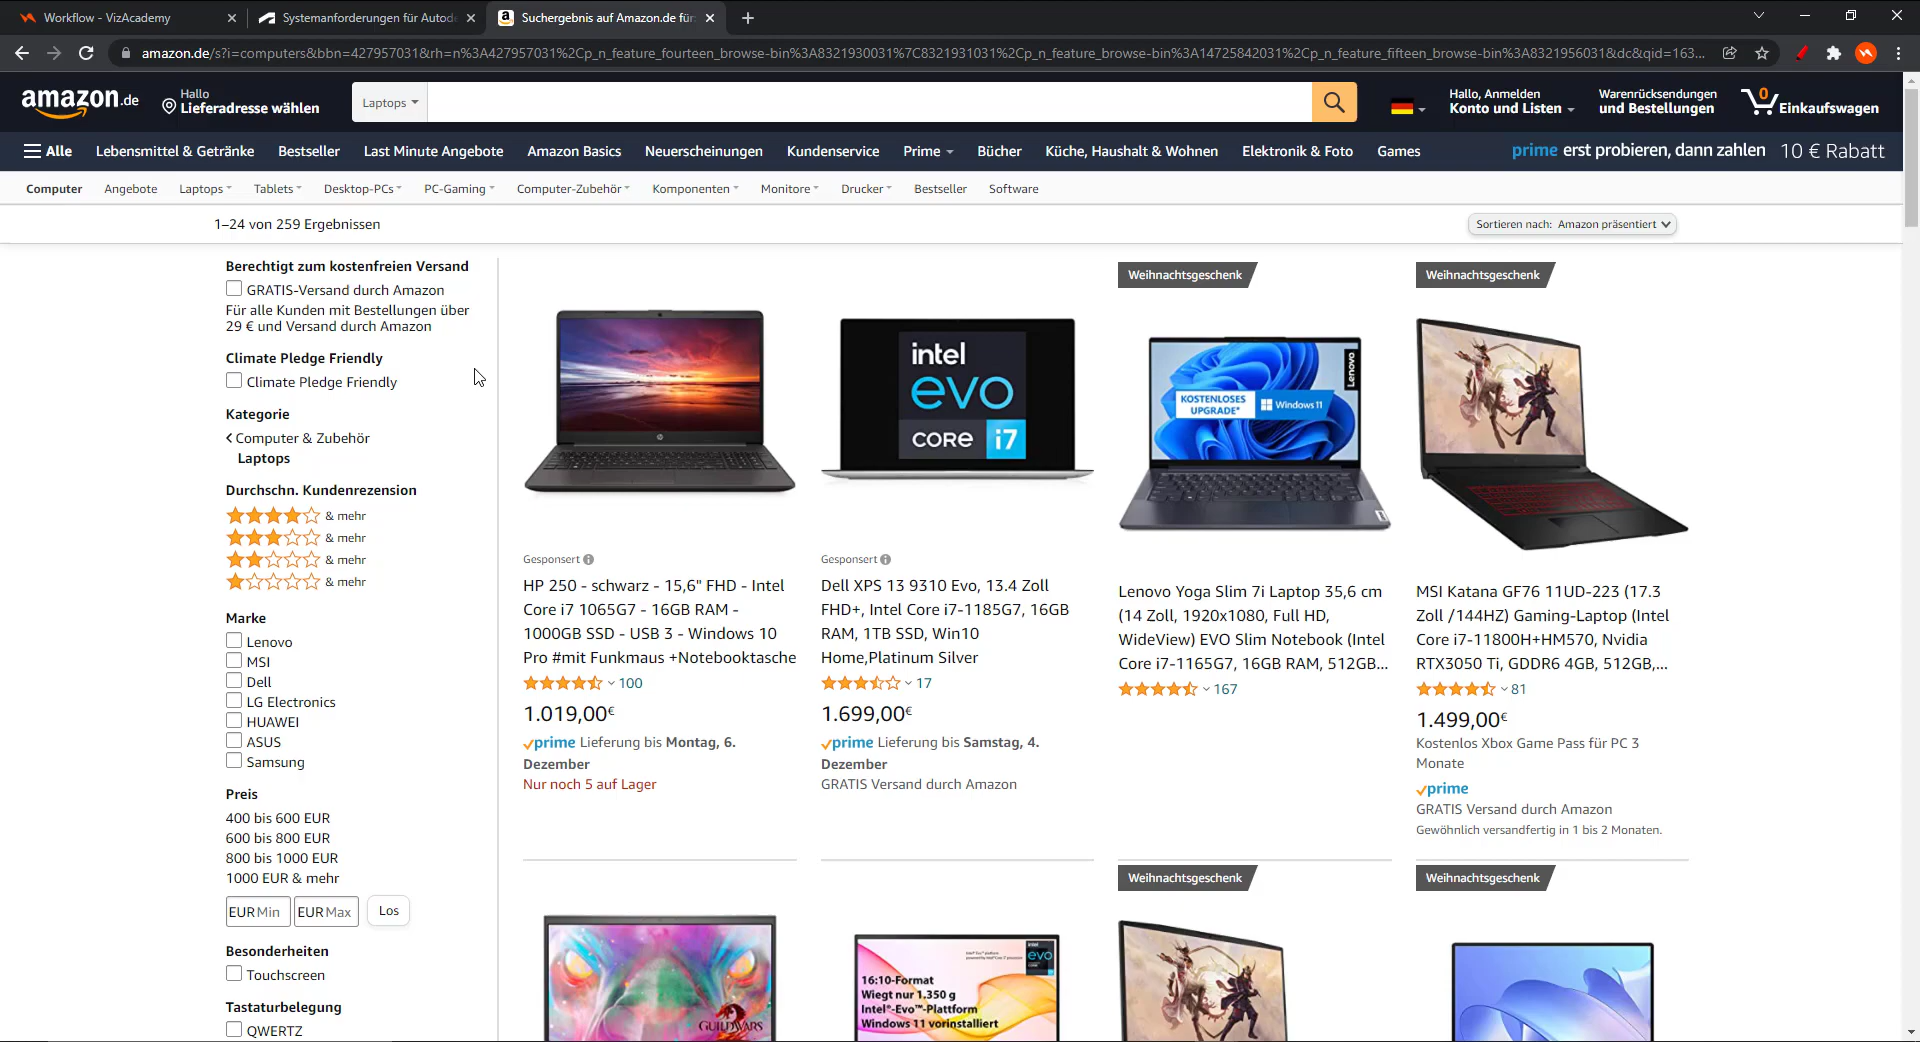 Workflow - VizAcademy
Systemanforderungen für Autode
Suchergebnis auf Amazon.de für:
amazon.de/s?i=computers&bbn=427957031&rh=n%3A427957031%2Cp_n_feature_fourteen_browse-bin%3A8321930031%7C8321931031%2Cp_n_feature_browse-bin%3A14725842031%2Cp_n_feature_fifteen_browse-bin%3A8321956031&dc&qid=163...
amazon.de
Hallo
Lieferadresse wählen
Laptops
Hallo, Anmelden
Konto und Listen
Warenrücksendungen
und Bestellungen
0
Einkaufswagen
Alle
Lebensmittel & Getränke
Bestseller
Last Minute Angebote
Amazon Basics
Neuerscheinungen
Kundenservice
Prime
Bücher
Küche, Haushalt & Wohnen
Elektronik & Foto
Games
prime erst probieren, dann zahlen 10 € Rabatt
Computer
Angebote
Laptops
Tablets
Desktop-PCs
PC-Gaming
Computer-Zubehör
Komponenten
Monitore
Drucker
Bestseller
Software
1–24 von 259 Ergebnissen
Sortieren nach: Amazon präsentiert
Berechtigt zum kostenfreien Versand
GRATIS-Versand durch Amazon
Für alle Kunden mit Bestellungen über
29 € und Versand durch Amazon
Climate Pledge Friendly
Climate Pledge Friendly
Kategorie
Computer & Zubehör
Laptops
Durchschn. Kundenrezension
& mehr
& mehr
& mehr
& mehr
Marke
Lenovo
MSI
Dell
LG Electronics
HUAWEI
ASUS
Samsung
Preis
400 bis 600 EUR
600 bis 800 EUR
800 bis 1000 EUR
1000 EUR & mehr
EUR Min
EUR Max
Los
Besonderheiten
Touchscreen
Tastaturbelegung
QWERTZ
Gesponsert
HP 250 - schwarz - 15,6" FHD - Intel
Core i7 1065G7 - 16GB RAM -
1000GB SSD - USB 3 - Windows 10
Pro #mit Funkmaus +Notebooktasche
100
1.019,00€
prime Lieferung bis Montag, 6.
Dezember
Nur noch 5 auf Lager
intel
evo
CORE i7
Gesponsert
Dell XPS 13 9310 Evo, 13.4 Zoll
FHD+, Intel Core i7-1185G7, 16GB
RAM, 1TB SSD, Win10
Home,Platinum Silver
17
1.699,00€
prime Lieferung bis Samstag, 4.
Dezember
GRATIS Versand durch Amazon
Weihnachtsgeschenk
Lenovo
KOSTENLOSES
UPGRADE*
Windows 11
Lenovo Yoga Slim 7i Laptop 35,6 cm
(14 Zoll, 1920x1080, Full HD,
WideView) EVO Slim Notebook (Intel
Core i7-1165G7, 16GB RAM, 512GB...
167
Weihnachtsgeschenk
MSI Katana GF76 11UD-223 (17.3
Zoll /144HZ) Gaming-Laptop (Intel
Core i7-11800H+HM570, Nvidia
RTX3050 Ti, GDDR6 4GB, 512GB,...
81
1.499,00€
Kostenlos Xbox Game Pass für PC 3
Monate
prime
GRATIS Versand durch Amazon
Gewöhnlich versandfertig in 1 bis 2 Monaten.
GUILD WARS
evo
16:10-Format
Wiegt nur 1.350 g
Intel®-Evo™-Plattform
Windows 11 vorinstalliert
Weihnachtsgeschenk
Weihnachtsgeschenk